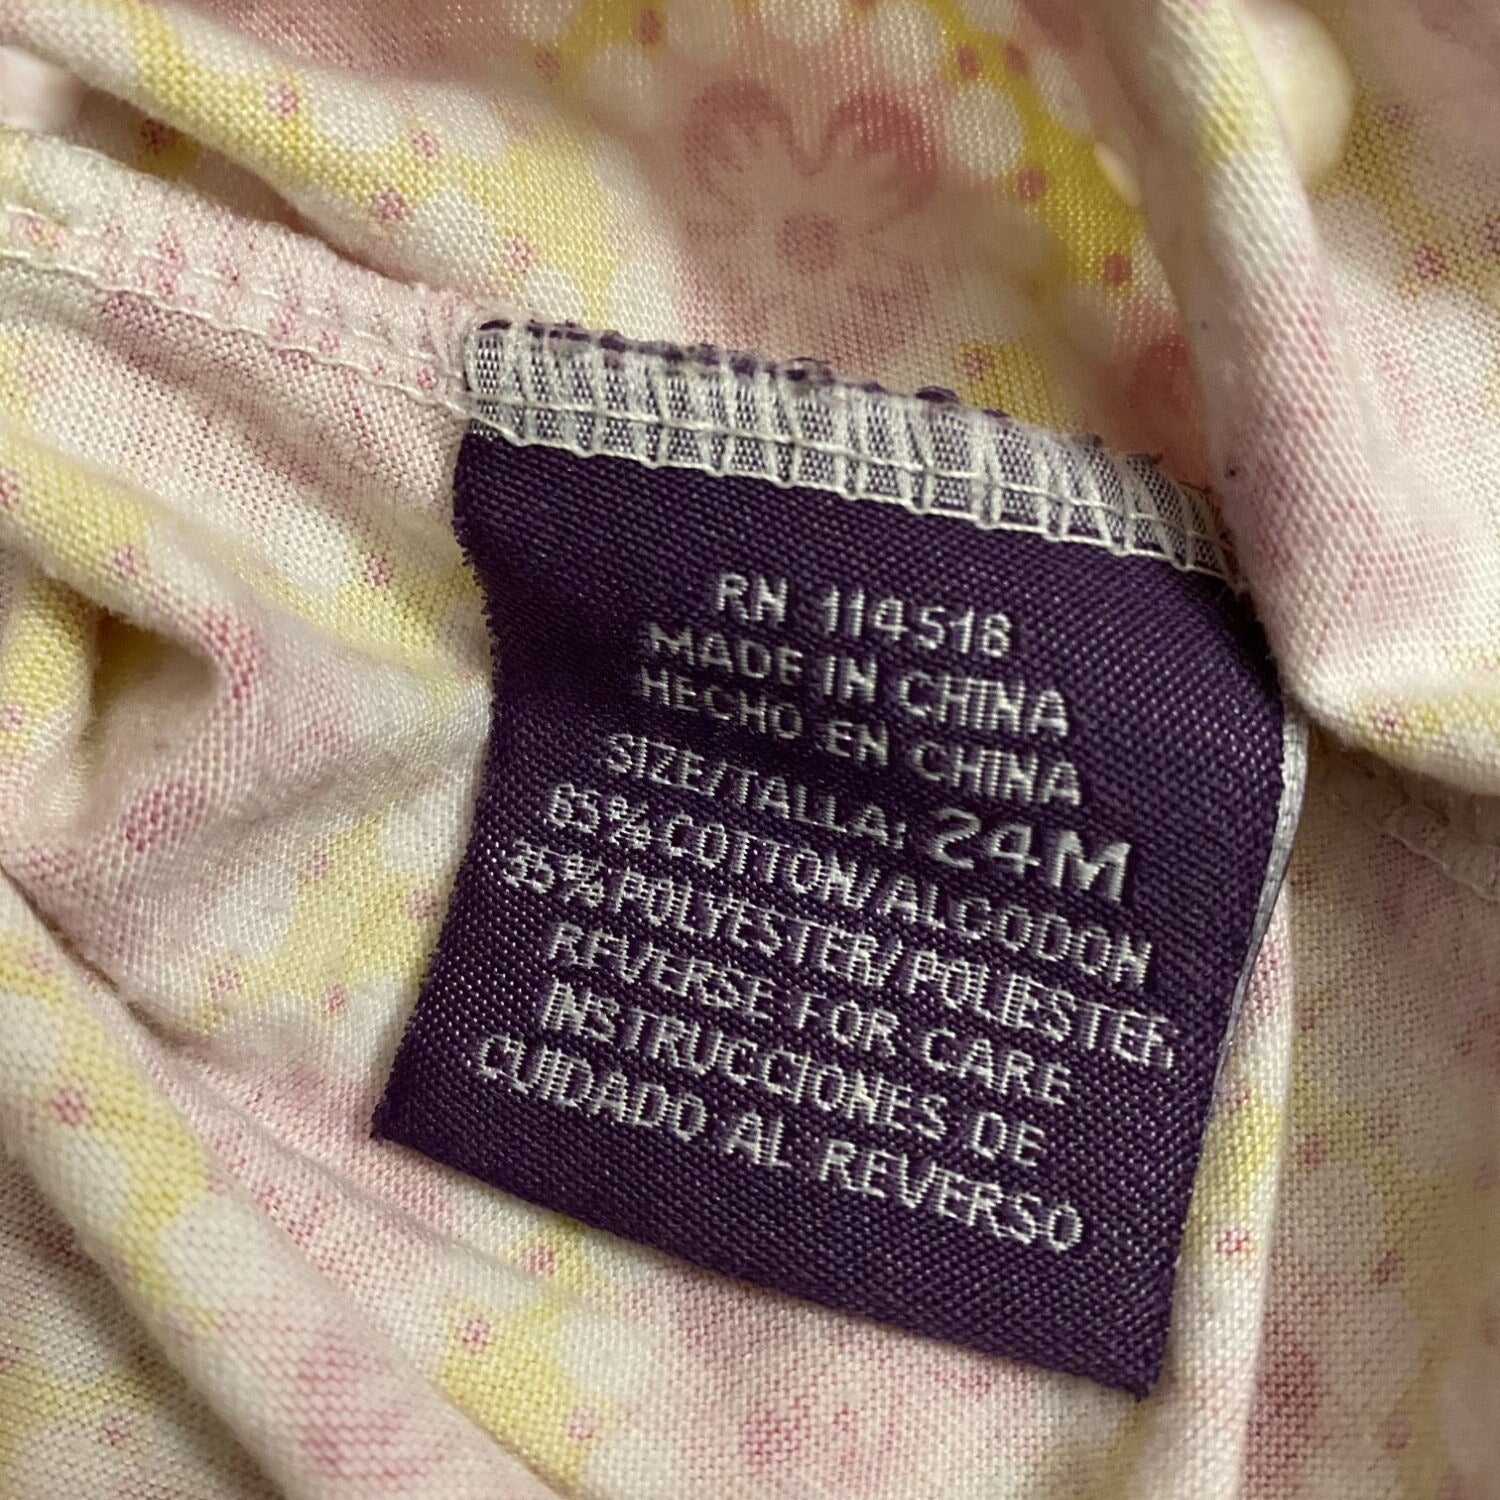 RN 114518
MADE IN CHINA
HECHO EN CHINA
SIZE/TALLA: 24M
65% COTTON/ALGODON
35% POLYESTER/POLIESTER
REVERSE FOR CARE
INSTRUCCIONES DE
CUIDADO AL REVERSO